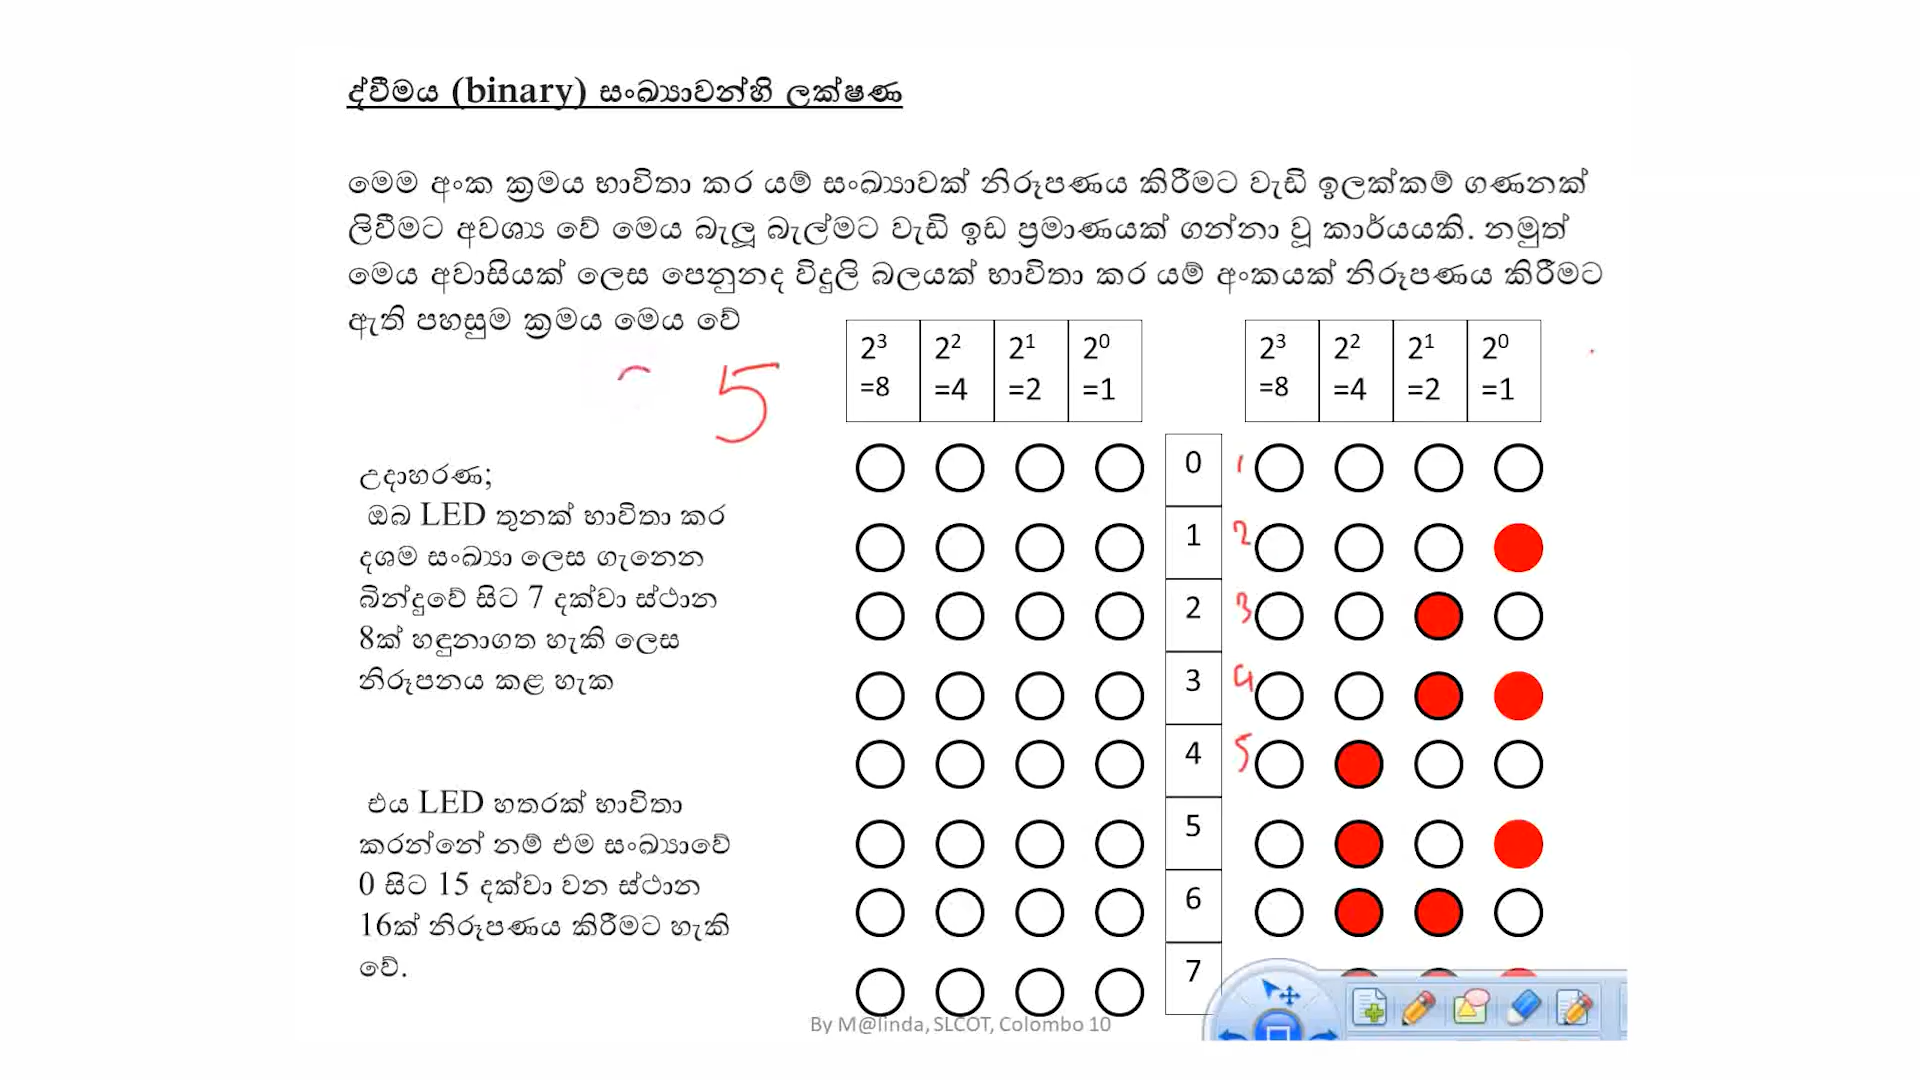 ද්වීමය (binary) සංඛ්‍යාවන්හි ලක්ෂණ
මෙම අංක ක්‍රමය භාවිතා කර යම් සංඛ්‍යාවක් නිරූපණය කිරීමට වැඩි ඉලක්කම් ගණනක්
ලිවීමට අවශ්‍ය වේ මෙය බැලූ බැල්මට වැඩි ඉඩ ප්‍රමාණයක් ගන්නා වූ කාර්යයකි. නමුත්
මෙය අවාසියක් ලෙස පෙනුනද විදුලි බලයක් භාවිතා කර යම් අංකයක් නිරූපණය කිරීමට
ඇති පහසුම ක්‍රමය මෙය වේ
5
උදාහරණ;
ඔබ LED තුනක් භාවිතා කර
දශම සංඛ්‍යා ලෙස ගැනෙන
බින්දුවේ සිට 7 දක්වා ස්ථාන
8ක් හඳුනාගත හැකි ලෙස
නිරූපනය කළ හැක
එය LED හතරක් භාවිතා
කරන්නේ නම් එම සංඛ්‍යාවේ
0 සිට 15 දක්වා වන ස්ථාන
16ක් නිරූපණය කිරීමට හැකි
වේ.
2³ 2² 2¹ 2⁰
=8 =4 =2 =1
2³ 2² 2¹ 2⁰
=8 =4 =2 =1
0 1
1 2
2 3
3 4
4 5
5
6
7
By M@linda, SLCOT, Colombo 10